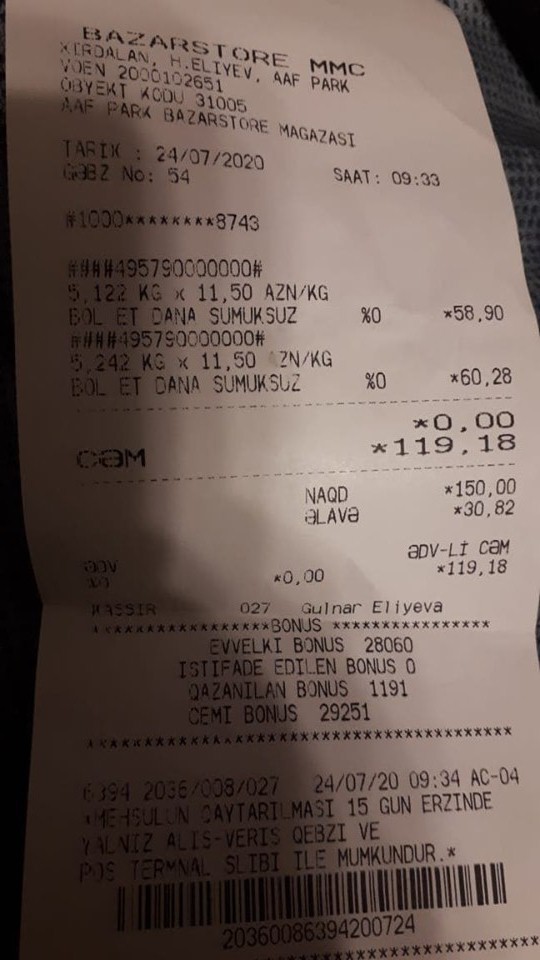 BAZARSTORE MMC
XIRDALAN, H.ELIYEV, AAF PARK
VOEN 2000102651
OBYEKT KODU 31005
AAF PARK BAZARSTORE MAGAZASI
TARIX : 24/07/2020
GƏBZ No: 54 SAAT: 09:33
#1000********8743
####495790000000#
5,122 KG x 11,50 AZN/KG
BOL ET DANA SUMUKSUZ %0 *58,90
####495790000000#
5,242 KG x 11,50 ZN/KG
BOL ET DANA SUMUKSUZ %0 *60,28
*0,00
CƏM *119,18
NAQD *150,00
ƏLAVƏ *30,82
ƏDV-Lİ CƏM
ƏDV *0,00 *119,18
KASSIR 027 Gulnar Eliyeva
*****************BONUS ****************
EVVELKI BONUS 28060
ISTIFADE EDILEN BONUS 0
QAZANILAN BONUS 1191
CEMI BONUS 29251
******************************************
6394 2036/008/027 24/07/20 09:34 AC-04
*MEHSULUN QAYTARILMASI 15 GUN ERZINDE
YALNIZ ALIS-VERIS QEBZI VE
POS TERMNAL SLIBI ILE MUMKUNDUR.*
20360086394200724